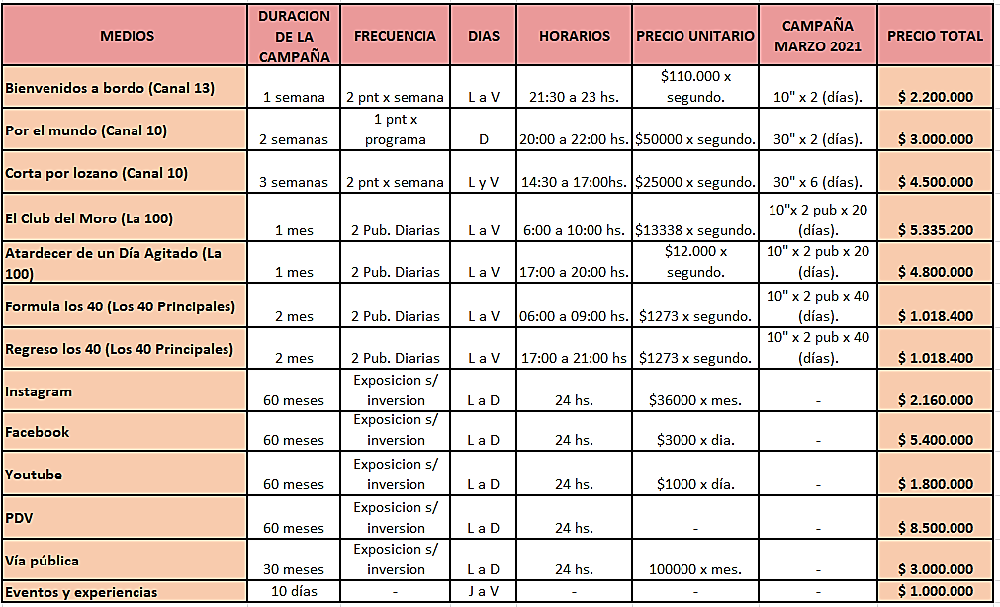 MEDIOS DURACION DE LA CAMPAÑA FRECUENCIA DIAS HORARIOS PRECIO UNITARIO CAMPAÑA MARZO 2021 PRECIO TOTAL
Bienvenidos a bordo (Canal 13) 1 semana 2 pnt x semana L a V 21:30 a 23 hs. $110.000 x segundo. 10" x 2 (días). $ 2.200.000
Por el mundo (Canal 10) 2 semanas 1 pnt x programa D 20:00 a 22:00 hs. $50000 x segundo. 30" x 2 (días). $ 3.000.000
Corta por lozano (Canal 10) 3 semanas 2 pnt x semana L y V 14:30 a 17:00hs. $25000 x segundo. 30" x 6 (días). $ 4.500.000
El Club del Moro (La 100) 1 mes 2 Pub. Diarias L a V 6:00 a 10:00 hs. $13338 x segundo. 10"x 2 pub x 20 (días). $ 5.335.200
Atardecer de un Día Agitado (La 100) 1 mes 2 Pub. Diarias L a V 17:00 a 20:00 hs. $12.000 x segundo. 10" x 2 pub x 20 (días). $ 4.800.000
Formula los 40 (Los 40 Principales) 2 mes 2 Pub. Diarias L a V 06:00 a 09:00 hs. $1273 x segundo. 10" x 2 pub x 40 (días). $ 1.018.400
Regreso los 40 (Los 40 Principales) 2 mes 2 Pub. Diarias L a V 17:00 a 21:00 hs $1273 x segundo. 10" x 2 pub x 40 (días). $ 1.018.400
Instagram 60 meses Exposicion s/ inversion L a D 24 hs. $36000 x mes. - $ 2.160.000
Facebook 60 meses Exposicion s/ inversion L a D 24 hs. $3000 x dia. - $ 5.400.000
Youtube 60 meses Exposicion s/ inversion L a D 24 hs. $1000 x día. - $ 1.800.000
PDV 60 meses Exposicion s/ inversion L a D 24 hs. - - $ 8.500.000
Vía pública 30 meses Exposicion s/ inversion L a D 24 hs. 100000 x mes. - $ 3.000.000
Eventos y experiencias 10 días - J a V - - - $ 1.000.000